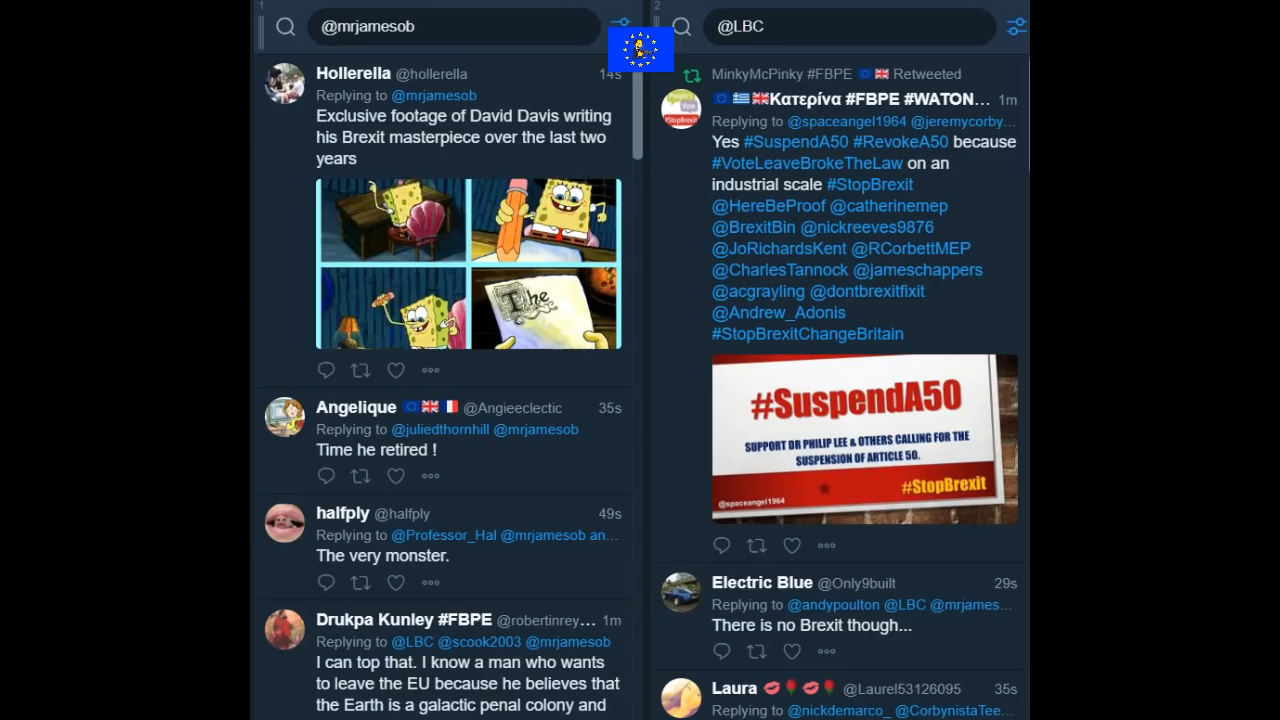 1
@mrjamesob
Hollerella @hollerella 14s
Replying to @mrjamesob
Exclusive footage of David Davis writing
his Brexit masterpiece over the last two
years
The
Angelique @Angieeclectic 35s
Replying to @juliedthornhill @mrjamesob
Time he retired !
halfply @halfply 49s
Replying to @Professor_Hal @mrjamesob an...
The very monster.
Drukpa Kunley #FBPE @robertinrey... 1m
Replying to @LBC @scook2003 @mrjamesob
I can top that. I know a man who wants
to leave the EU because he believes that
the Earth is a galactic penal colony and
2
@LBC
MinkyMcPinky #FBPE 🇪🇺🇬🇧 Retweeted
🇪🇺🇬🇷🇬🇧Κατερίνα #FBPE #WATON... 1m
Replying to @spaceangel1964 @jeremycorby...
Yes #SuspendA50 #RevokeA50 because
#VoteLeaveBrokeTheLaw on an
industrial scale #StopBrexit
@HereBeProof @catherinemep
@BrexitBin @nickreeves9876
@JoRichardsKent @RCorbettMEP
@CharlesTannock @jameschappers
@acgrayling @dontbrexitfixit
@Andrew_Adonis
#StopBrexitChangeBritain
#SuspendA50
SUPPORT DR PHILIP LEE & OTHERS CALLING FOR THE
SUSPENSION OF ARTICLE 50.
#StopBrexit
@spaceangel1964
Electric Blue @Only9built 29s
Replying to @andypoulton @LBC @mrjames...
There is no Brexit though...
Laura 💋🌹💋🌹 @Laurel53126095 35s
Replying to @nickdemarco_ @CorbynistaTee...